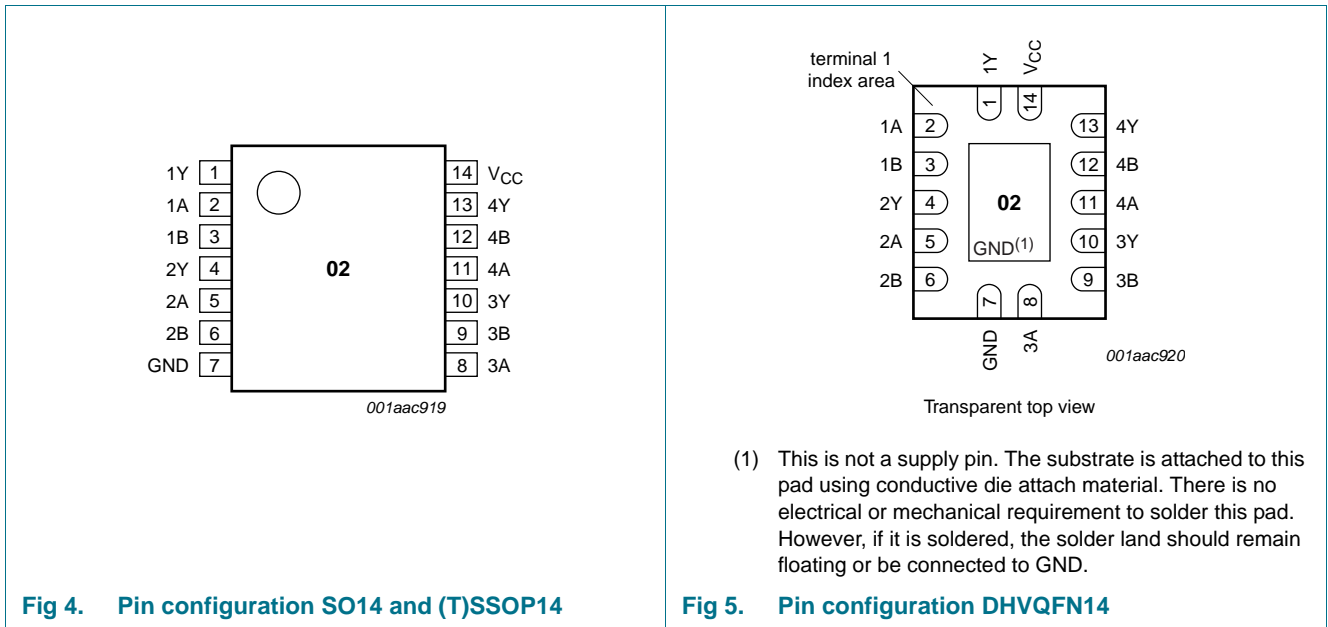 1Y 1
1A 2
1B 3
2Y 4
2A 5
2B 6
GND 7
02
14 VCC
13 4Y
12 4B
11 4A
10 3Y
9 3B
8 3A
001aac919
Fig 4. Pin configuration SO14 and (T)SSOP14
terminal 1
index area
1Y
VCC
1
14
1A 2
1B 3
2Y 4
2A 5
2B 6
02
GND(1)
13 4Y
12 4B
11 4A
10 3Y
9 3B
7
8
GND
3A
001aac920
Transparent top view
(1) This is not a supply pin. The substrate is attached to this
pad using conductive die attach material. There is no
electrical or mechanical requirement to solder this pad.
However, if it is soldered, the solder land should remain
floating or be connected to GND.
Fig 5. Pin configuration DHVQFN14